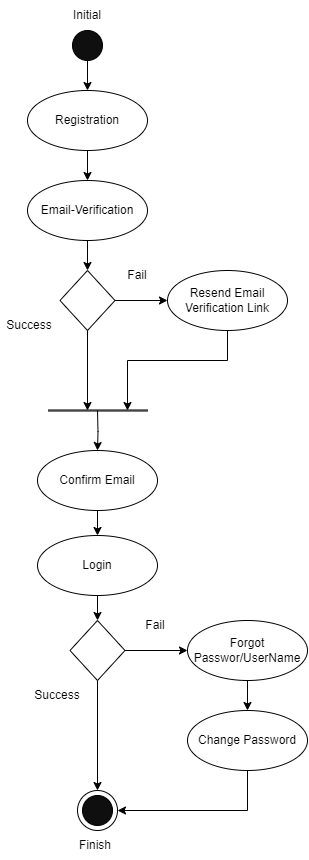 Initial
Registration
Email-Verification
Fail
Resend Email
Verification Link
Success
Confirm Email
Login
Fail
Forgot
Passwor/UserName
Success
Change Password
Finish